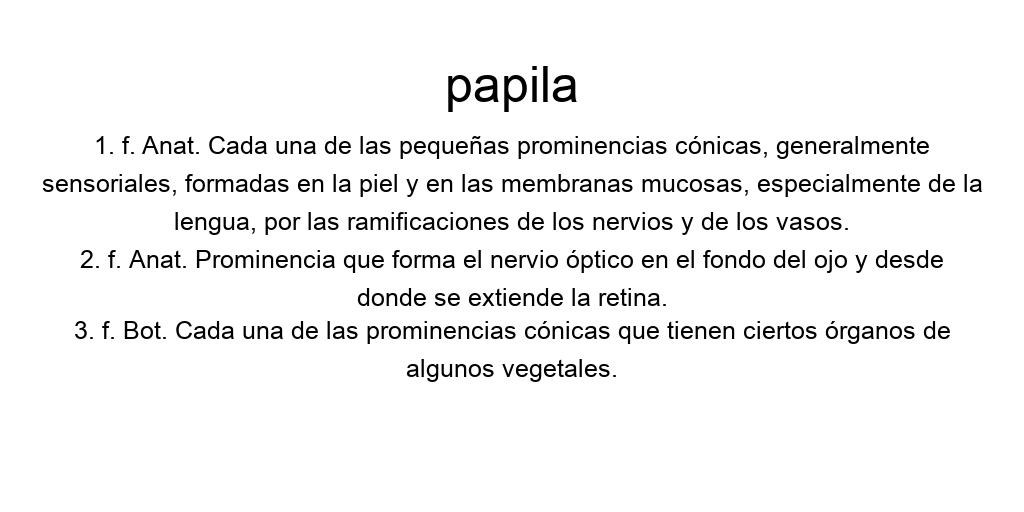 papila
1. f. Anat. Cada una de las pequeñas prominencias cónicas, generalmente
sensoriales, formadas en la piel y en las membranas mucosas, especialmente de la
lengua, por las ramificaciones de los nervios y de los vasos.
2. f. Anat. Prominencia que forma el nervio óptico en el fondo del ojo y desde
donde se extiende la retina.
3. f. Bot. Cada una de las prominencias cónicas que tienen ciertos órganos de
algunos vegetales.